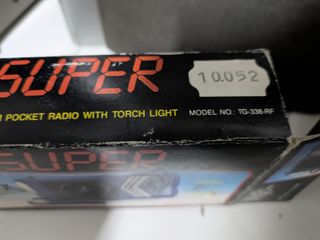 SUPER
10.052
POCKET RADIO WITH TORCH LIGHT MODEL NO.: TG-338-RF
SUPER